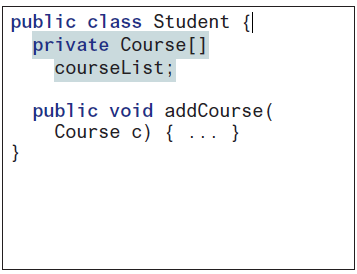 public class Student {
private Course[]
courseList;
public void addCourse(
Course c) { ... }
}